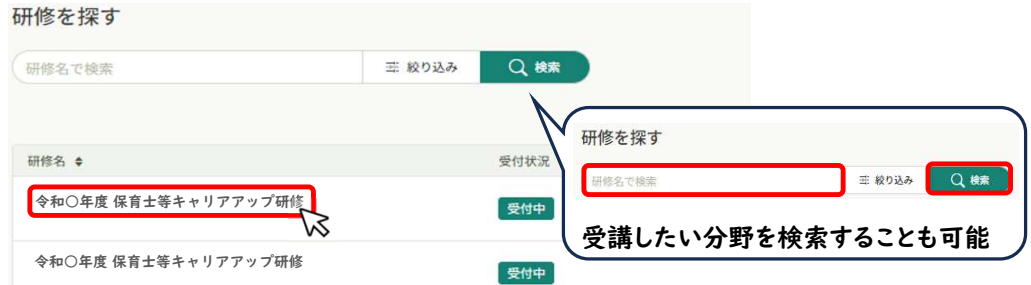 研修を探す
研修名で検索
絞り込み
検索
研修名
受付状況
令和〇年度 保育士等キャリアアップ研修
受付中
令和〇年度 保育士等キャリアアップ研修
受付中
研修を探す
研修名で検索
絞り込み
検索
受講したい分野を検索することも可能